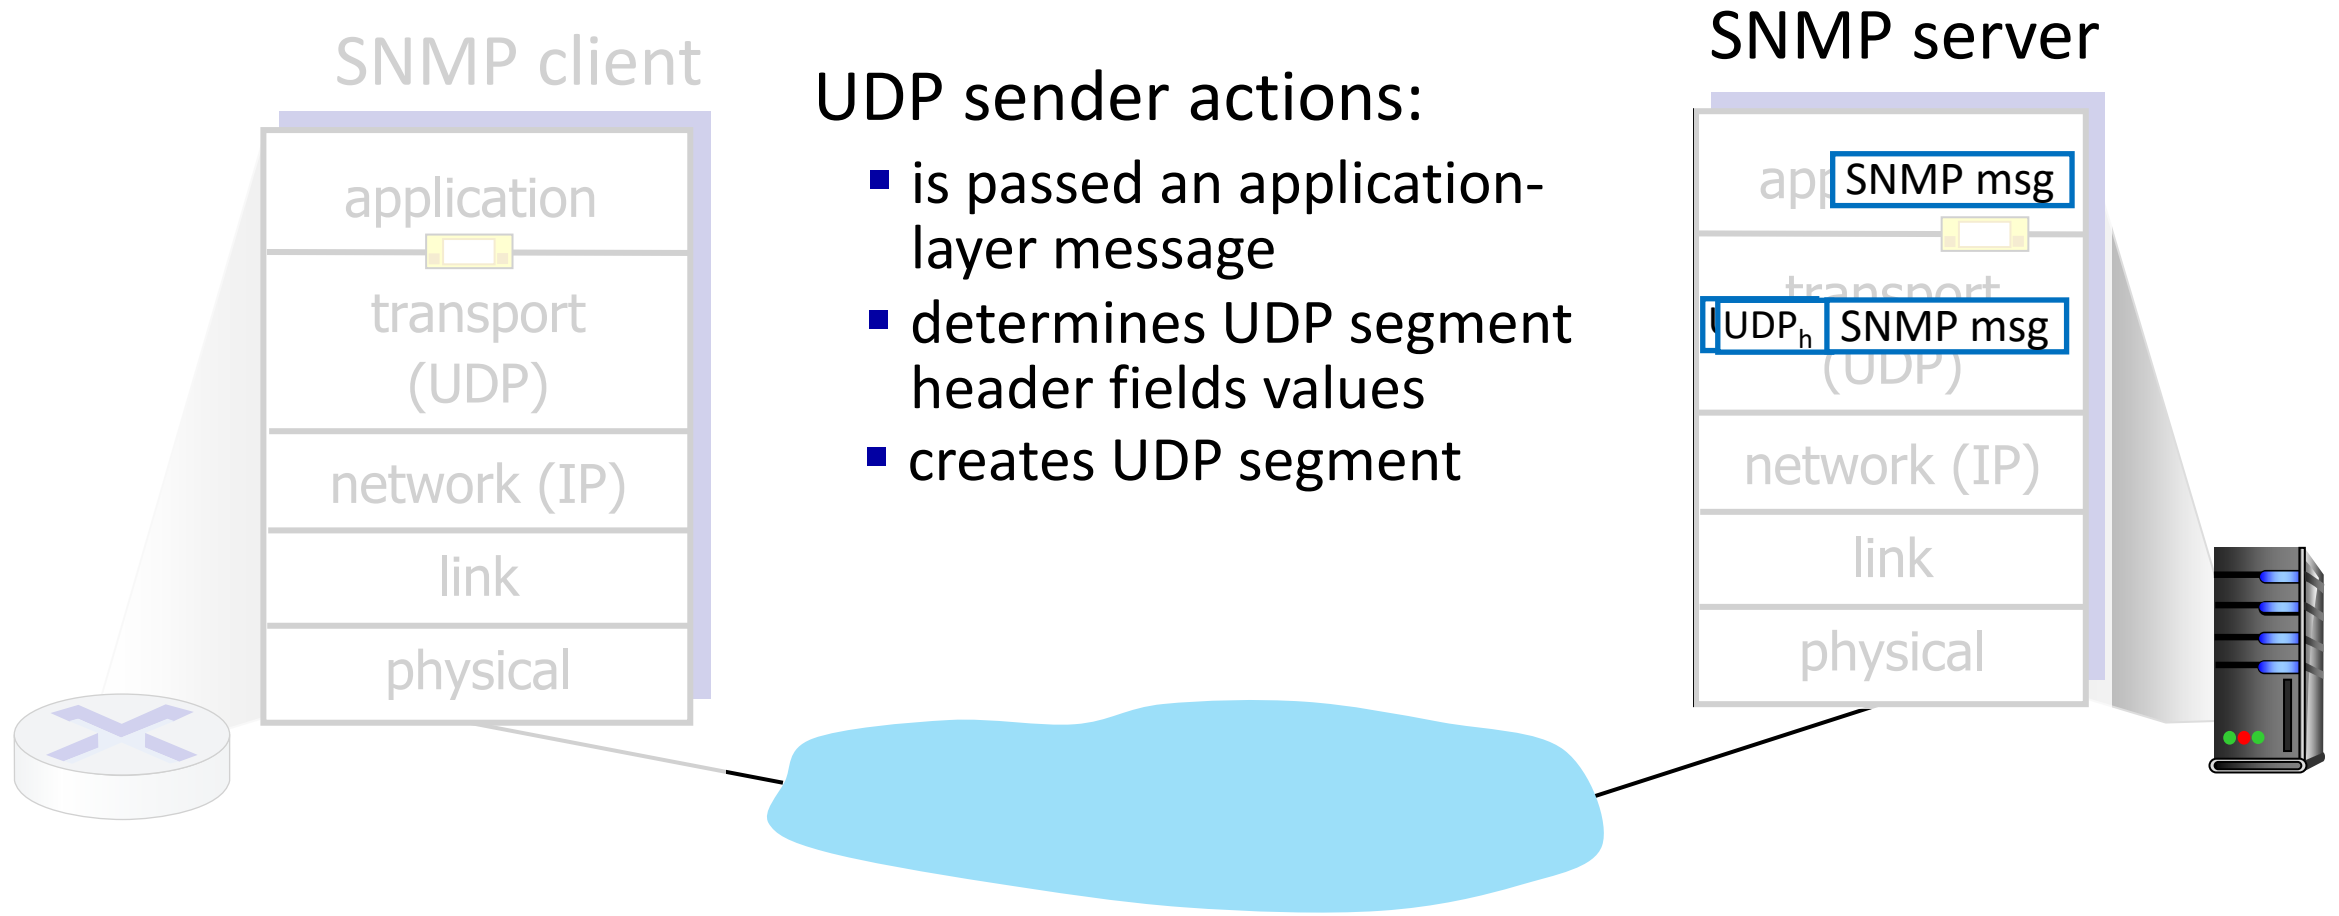 SNMP client
application
transport
(UDP)
network (IP)
link
physical
UDP sender actions:
is passed an application-
layer message
determines UDP segment
header fields values
creates UDP segment
SNMP server
SNMP msg
transport
UDPh SNMP msg
(UDP)
network (IP)
link
physical